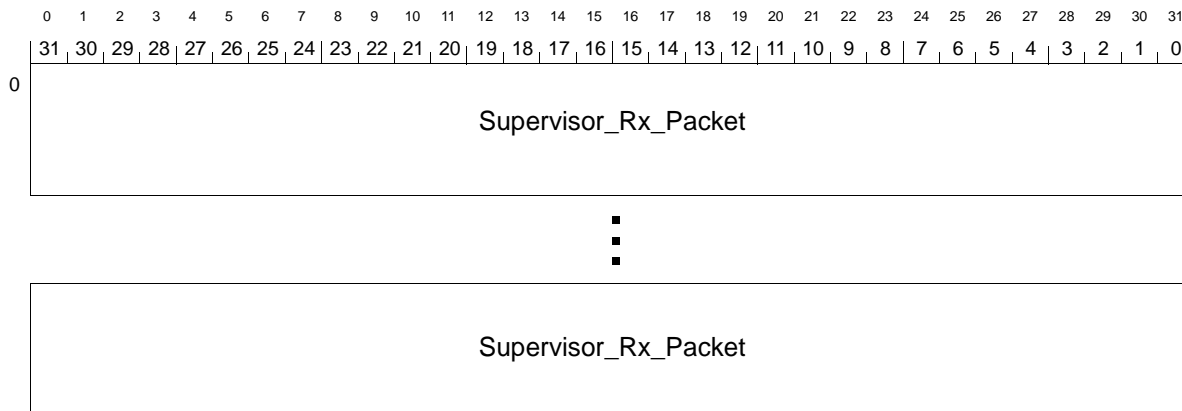 0 1 2 3 4 5 6 7 8 9 10 11 12 13 14 15 16 17 18 19 20 21 22 23 24 25 26 27 28 29 30 31
31 30 29 28 27 26 25 24 23 22 21 20 19 18 17 16 15 14 13 12 11 10 9 8 7 6 5 4 3 2 1 0
0
Supervisor_Rx_Packet
Supervisor_Rx_Packet